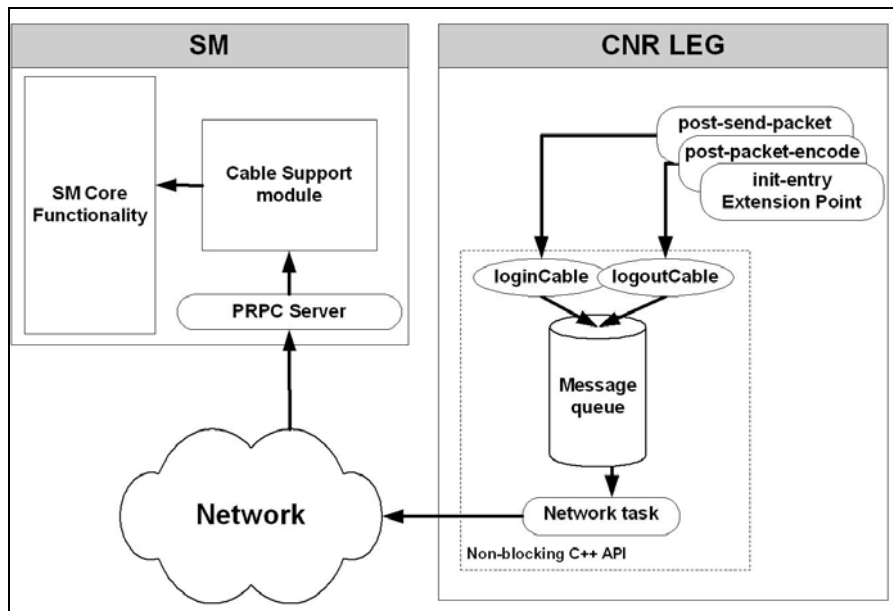 SM
SM Core
Functionality
Cable Support
module
PRPC Server
Network
CNR LEG
post-send-packet
post-packet-encode
init-entry
Extension Point
loginCable
logoutCable
Message
queue
Network task
Non-blocking C++ API